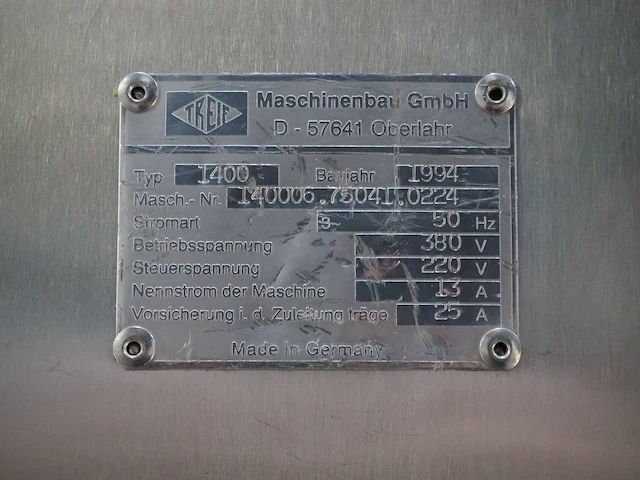 TREIF Maschinenbau GmbH
D - 57641 Oberlahr
Typ 1400 Baujahr 1994
Masch.- Nr. 140006.75041.0224
Stromart 3~ 50 Hz
Betriebsspannung 380 V
Steuerspannung 220 V
Nennstrom der Maschine 13 A
Vorsicherung i. d. Zuleitung träge 25 A
Made in Germany